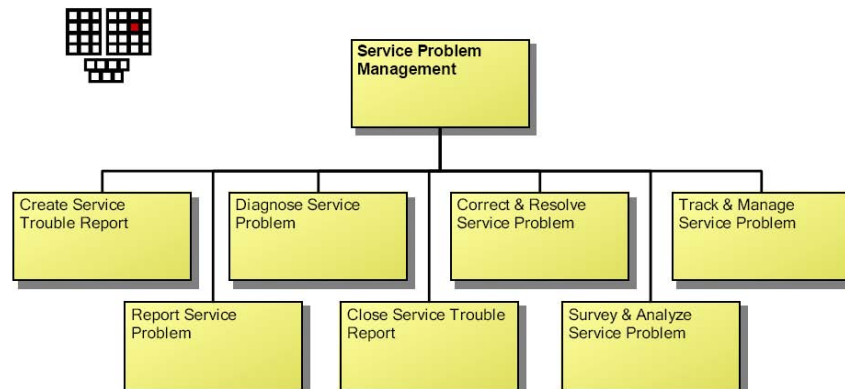 Service Problem
Management
Create Service
Trouble Report
Diagnose Service
Problem
Correct & Resolve
Service Problem
Track & Manage
Service Problem
Report Service
Problem
Close Service Trouble
Report
Survey & Analyze
Service Problem